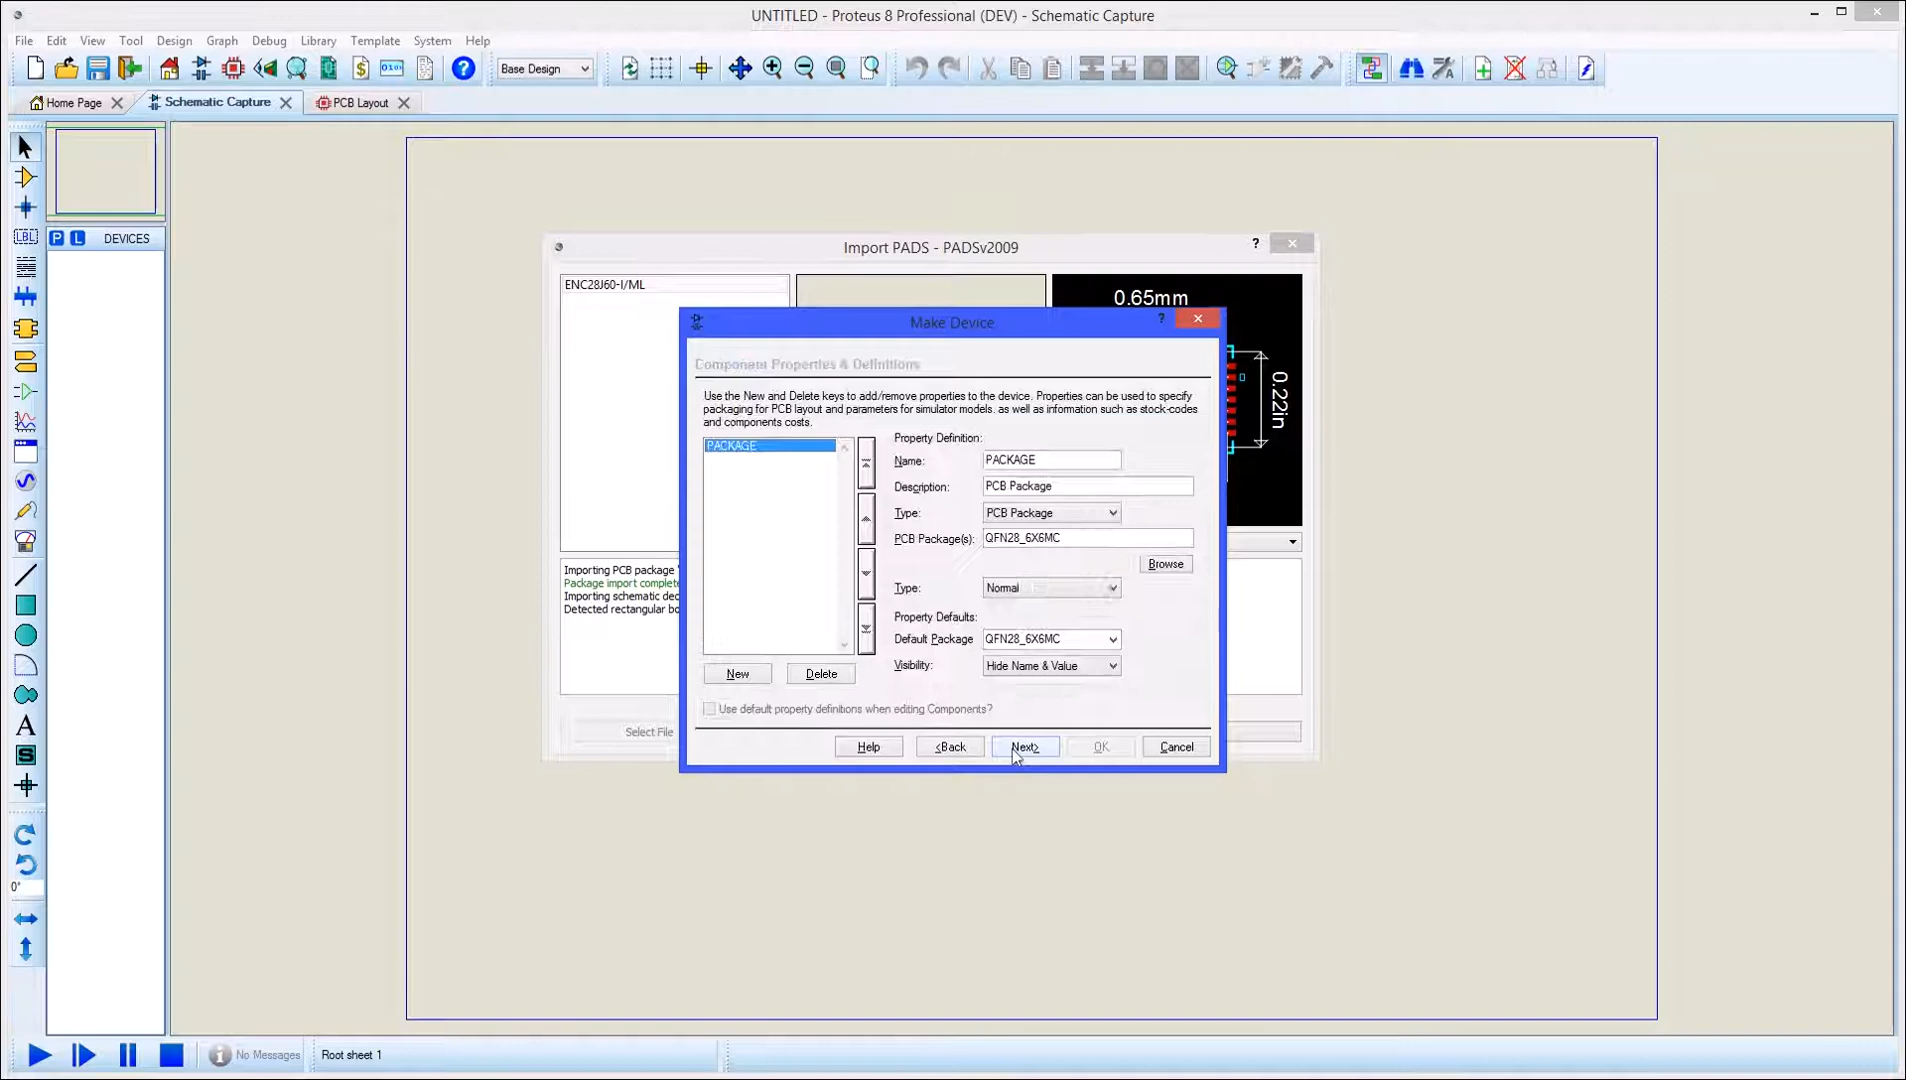 UNTITLED - Proteus 8 Professional (DEV) - Schematic Capture
File Edit View Tool Design Graph Debug Library Template System Help
Base Design
Home Page Schematic Capture PCB Layout
LBL
P L DEVICES
Import PADS - PADSv2009
ENC28J60-I/ML
0.65mm
0.22in
Make Device
Component Properties & Definitions
Use the New and Delete keys to add/remove properties to the device. Properties can be used to specify
packaging for PCB layout and parameters for simulator models. as well as information such as stock-codes
and components costs.
PACKAGE
Property Definition:
Name: PACKAGE
Description: PCB Package
Type: PCB Package
PCB Package(s): QFN28_6X6MC
Browse
Type: Normal
Property Defaults:
Default Package QFN28_6X6MC
Visibility: Hide Name & Value
New Delete
Use default property definitions when editing Components?
Help <Back Next> OK Cancel
Importing PCB package
Package import complete
Importing schematic dec
Detected rectangular bo
Select File
A
S
0°
No Messages Root sheet 1